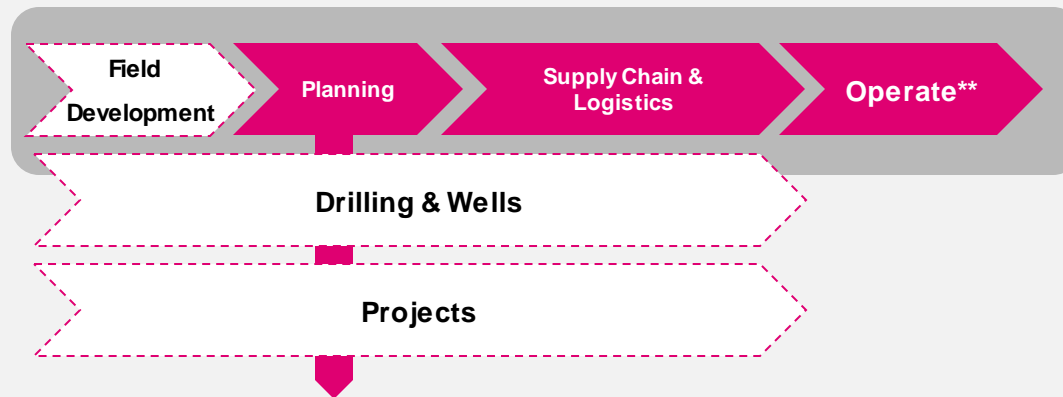 Field
Development
Planning
Supply Chain &
Logistics
Operate**
Drilling & Wells
Projects